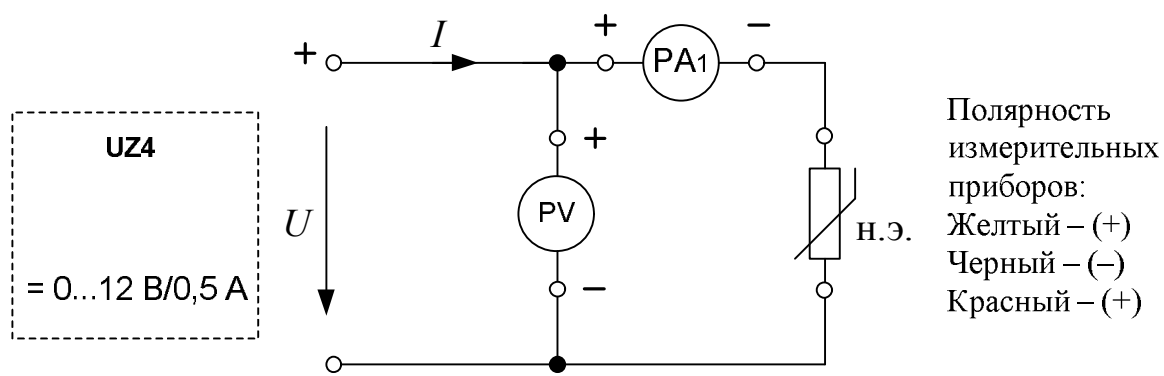 I
+
–
+
PA1
UZ4
= 0...12 В/0,5 А
U
+
PV
–
н.э.
Полярность
измерительных
приборов:
Желтый – (+)
Черный – (–)
Красный – (+)